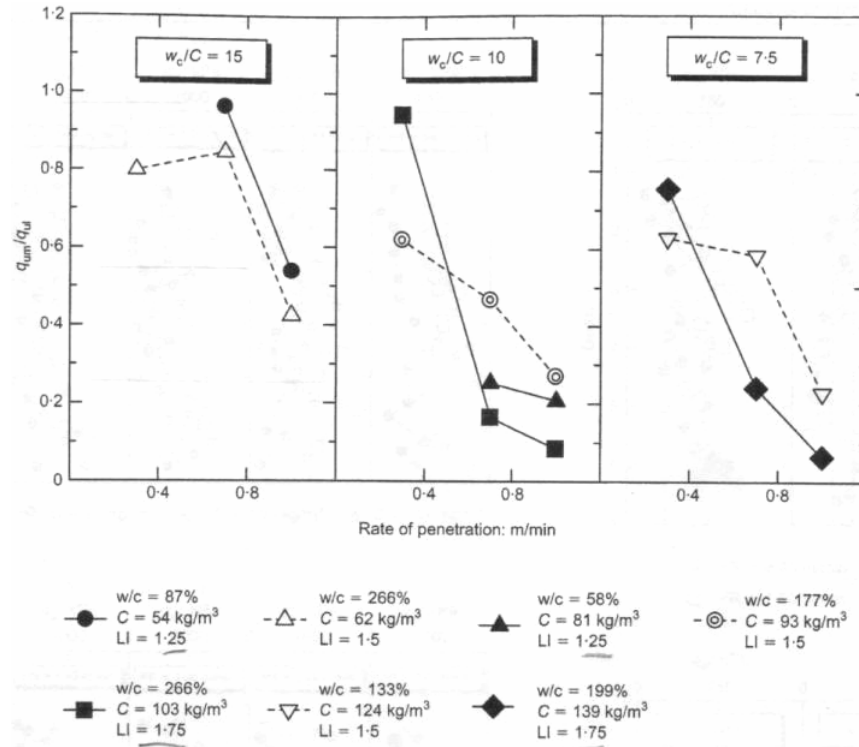 w_c/C = 15
w_c/C = 10
w_c/C = 7·5
1·2
1·0
0·8
0·6
0·4
0·2
0
q_um/q_ul
0·4 0·8 0·4 0·8 0·4 0·8
Rate of penetration: m/min
w/c = 87%
C = 54 kg/m³
LI = 1·25
w/c = 266%
C = 62 kg/m³
LI = 1·5
w/c = 58%
C = 81 kg/m³
LI = 1·25
w/c = 177%
C = 93 kg/m³
LI = 1·5
w/c = 266%
C = 103 kg/m³
LI = 1·75
w/c = 133%
C = 124 kg/m³
LI = 1·5
w/c = 199%
C = 139 kg/m³
LI = 1·75